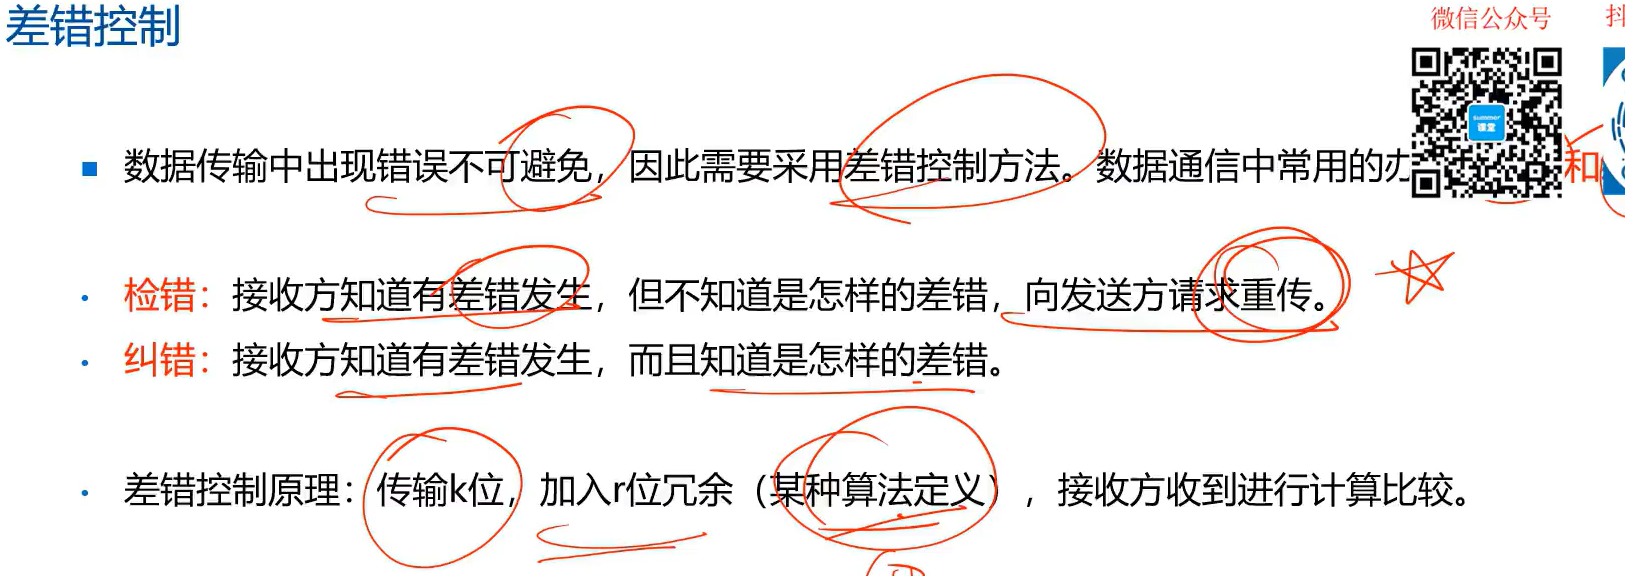 差错控制
微信公众号
抖
summer
课堂
数据传输中出现错误不可避免，因此需要采用差错控制方法。数据通信中常用的办 和
检错：接收方知道有差错发生，但不知道是怎样的差错，向发送方请求重传。
纠错：接收方知道有差错发生，而且知道是怎样的差错。
差错控制原理：传输k位，加入r位冗余（某种算法定义），接收方收到进行计算比较。